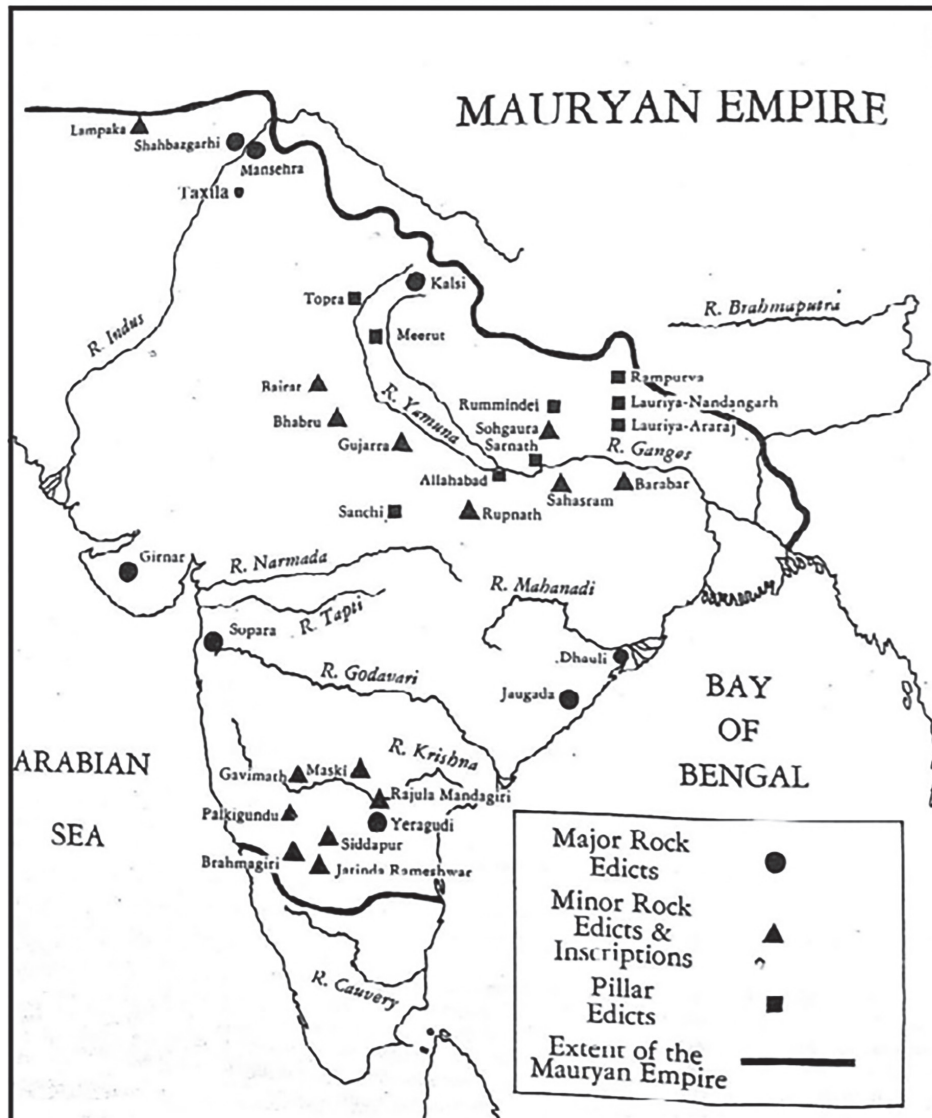 MAURYAN EMPIRE
Lampaka
Shahbazgarhi
Mansehra
Taxila
Kalsi
Topra
R. Brahmaputra
R. Indus
Meerut
Rampurva
Rairar
Rummindei
Lauriya-Nandangarh
Bhabru
R. Yamuna
Sohgaura
Lauriya-Araraj
Gujarra
Sarnath
R. Ganges
Allahabad
Sahasram
Barabar
Sanchi
Rupnath
Girnar
R. Narmada
R. Mahanadi
R. Tapti
Sopara
Dhauli
R. Godavari
Jaugada
BAY
OF
BENGAL
ARABIAN
SEA
R. Krishna
Gavimath
Maski
Rajula Mandagiri
Palkigundu
Yeragudi
Siddapur
Brahmagiri
Jatinda Rameshwar
R. Cauvery
Major Rock
Edicts
Minor Rock
Edicts &
Inscriptions
Pillar
Edicts
Extent of the
Mauryan Empire